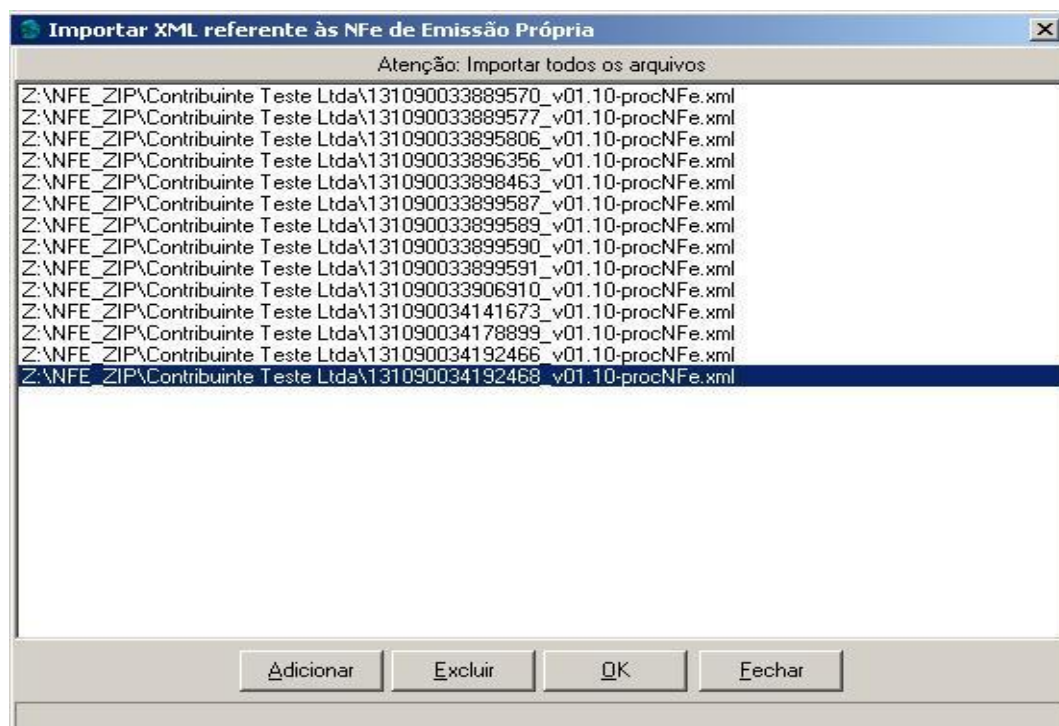 Importar XML referente às NFe de Emissão Própria
Atenção: Importar todos os arquivos
Z:\NFE_ZIP\Contribuinte Teste Ltda\131090033889570_v01.10-procNFe.xml
Z:\NFE_ZIP\Contribuinte Teste Ltda\131090033889577_v01.10-procNFe.xml
Z:\NFE_ZIP\Contribuinte Teste Ltda\131090033895806_v01.10-procNFe.xml
Z:\NFE_ZIP\Contribuinte Teste Ltda\131090033896356_v01.10-procNFe.xml
Z:\NFE_ZIP\Contribuinte Teste Ltda\131090033898463_v01.10-procNFe.xml
Z:\NFE_ZIP\Contribuinte Teste Ltda\131090033899587_v01.10-procNFe.xml
Z:\NFE_ZIP\Contribuinte Teste Ltda\131090033899589_v01.10-procNFe.xml
Z:\NFE_ZIP\Contribuinte Teste Ltda\131090033899590_v01.10-procNFe.xml
Z:\NFE_ZIP\Contribuinte Teste Ltda\131090033899591_v01.10-procNFe.xml
Z:\NFE_ZIP\Contribuinte Teste Ltda\131090033906910_v01.10-procNFe.xml
Z:\NFE_ZIP\Contribuinte Teste Ltda\131090034141673_v01.10-procNFe.xml
Z:\NFE_ZIP\Contribuinte Teste Ltda\131090034178899_v01.10-procNFe.xml
Z:\NFE_ZIP\Contribuinte Teste Ltda\131090034192466_v01.10-procNFe.xml
Z:\NFE_ZIP\Contribuinte Teste Ltda\131090034192468_v01.10-procNFe.xml
Adicionar Excluir OK Fechar